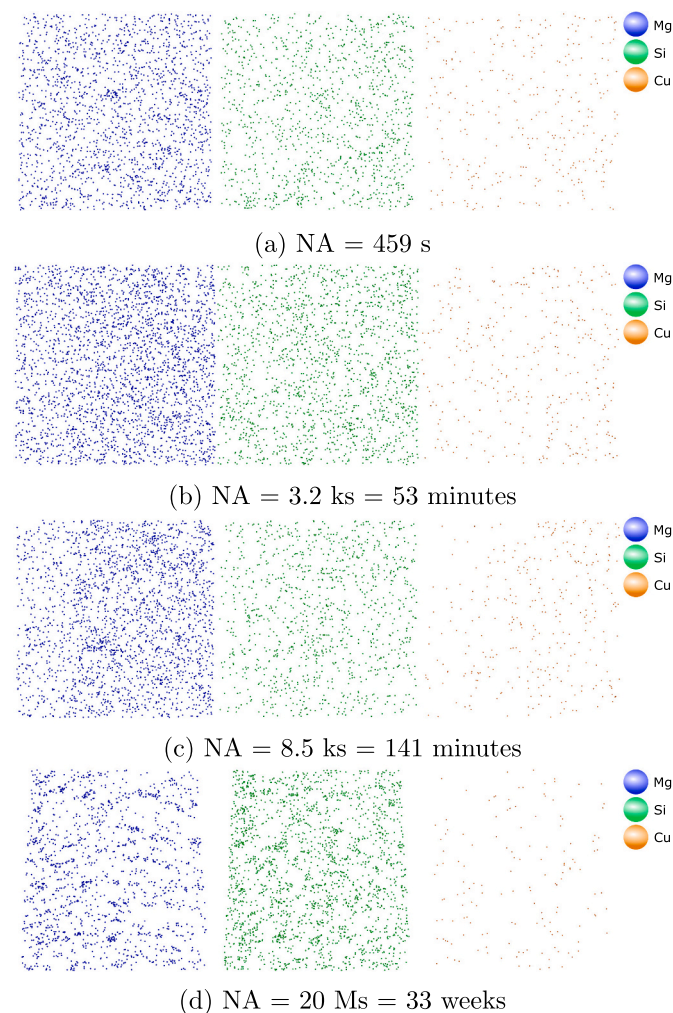 Mg
Si
Cu
(a) NA = 459 s
Mg
Si
Cu
(b) NA = 3.2 ks = 53 minutes
Mg
Si
Cu
(c) NA = 8.5 ks = 141 minutes
Mg
Si
Cu
(d) NA = 20 Ms = 33 weeks